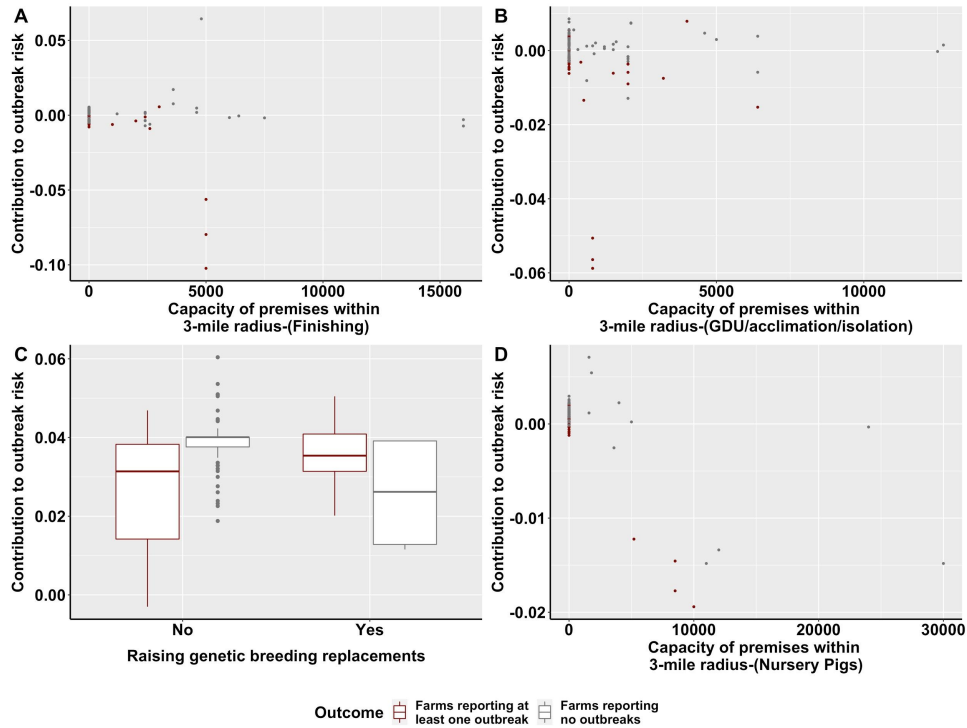 A
Contribution to outbreak risk
0.05
0.00
-0.05
-0.10
0
5000
10000
15000
Capacity of premises within
3-mile radius-(Finishing)
B
Contribution to outbreak risk
0.00
-0.02
-0.04
-0.06
0
5000
10000
Capacity of premises within
3-mile radius-(GDU/acclimation/isolation)
C
Contribution to outbreak risk
0.06
0.04
0.02
0.00
No
Yes
Raising genetic breeding replacements
D
Contribution to outbreak risk
0.00
-0.01
-0.02
0
10000
20000
30000
Capacity of premises within
3-mile radius-(Nursery Pigs)
Outcome
Farms reporting at
least one outbreak
Farms reporting
no outbreaks